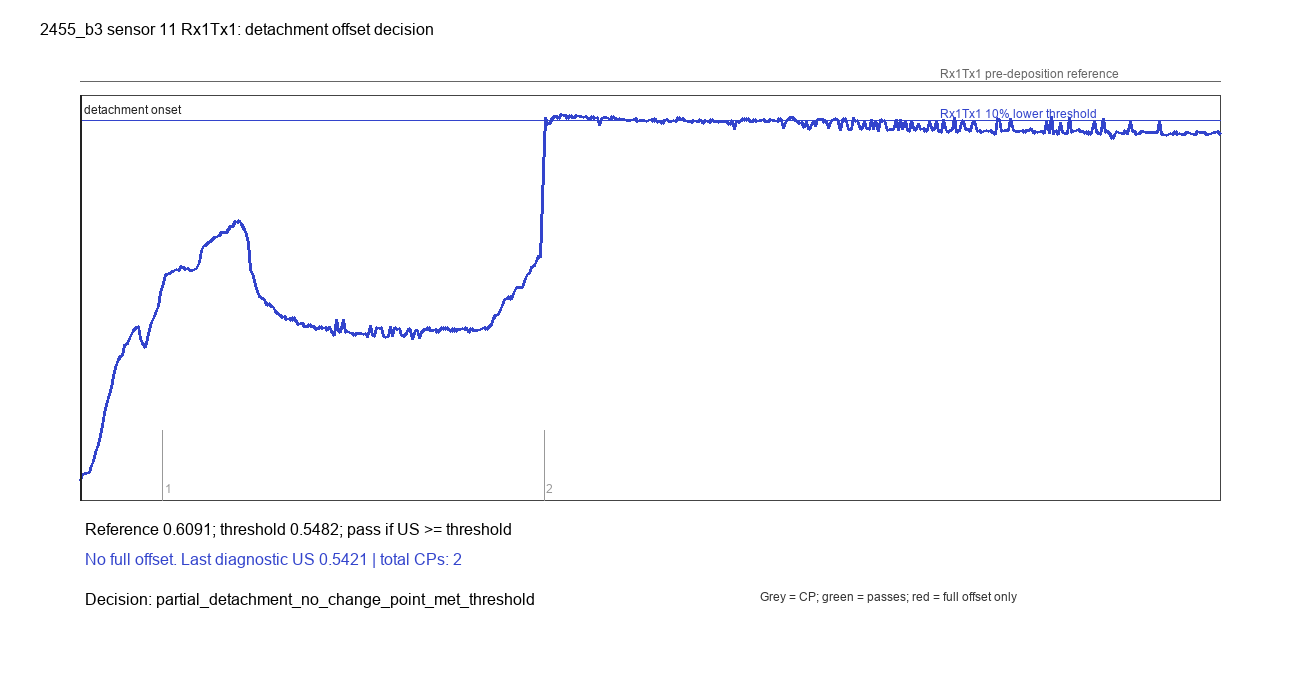 2455_b3 sensor 11 Rx1Tx1: detachment offset decision
Rx1Tx1 pre-deposition reference
detachment onset
Rx1Tx1 10% lower threshold
1
2
Reference 0.6091; threshold 0.5482; pass if US >= threshold
No full offset. Last diagnostic US 0.5421 | total CPs: 2
Decision: partial_detachment_no_change_point_met_threshold
Grey = CP; green = passes; red = full offset only